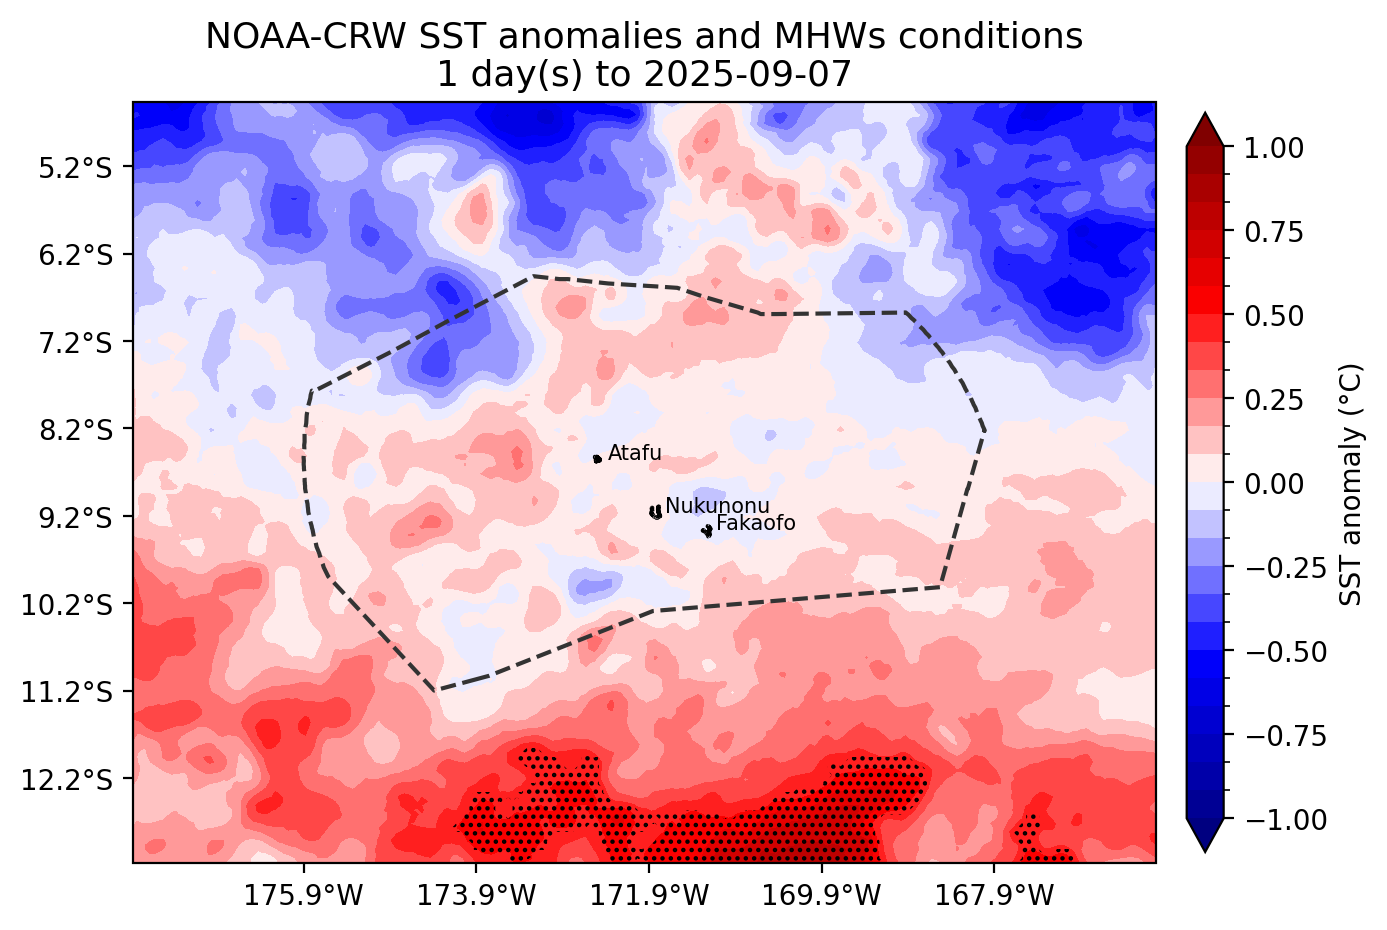 NOAA-CRW SST anomalies and MHWs conditions
1 day(s) to 2025-09-07
5.2°S
6.2°S
7.2°S
8.2°S
9.2°S
10.2°S
11.2°S
12.2°S
Atafu
Nukunonu
Fakaofo
175.9°W
173.9°W
171.9°W
169.9°W
167.9°W
1.00
0.75
0.50
0.25
0.00
−0.25
−0.50
−0.75
−1.00
SST anomaly (°C)